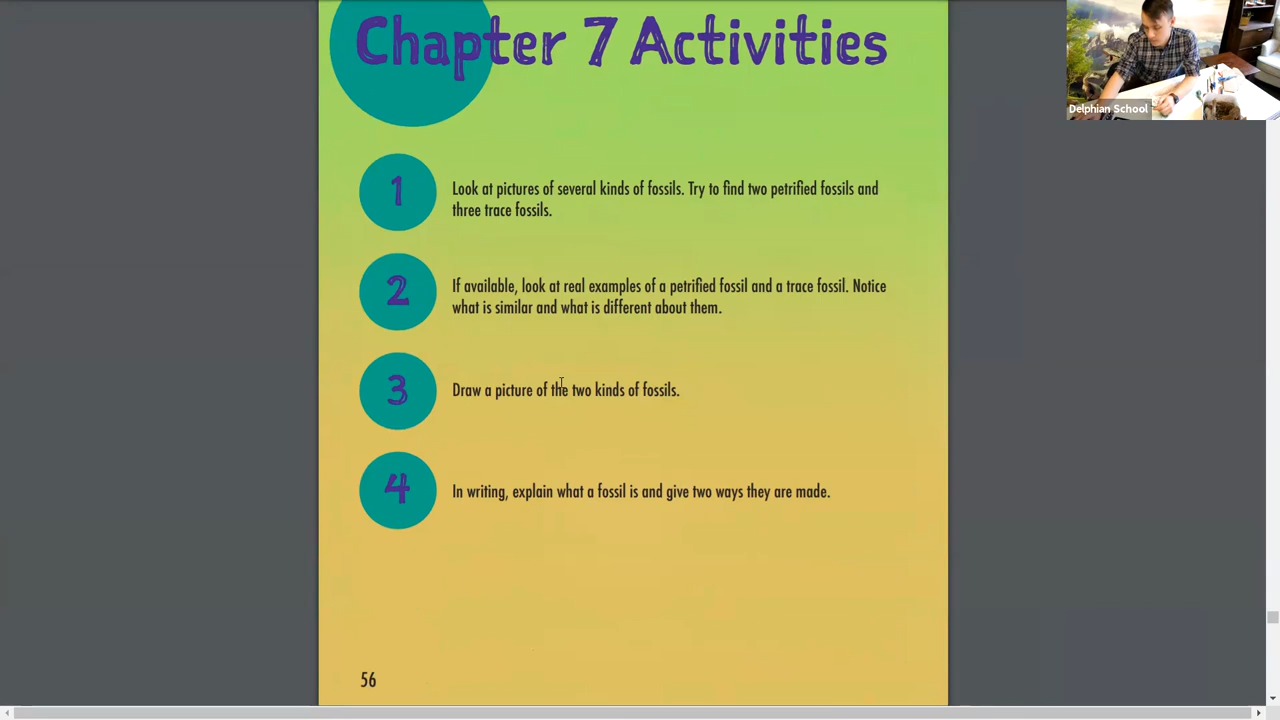 Chapter 7 Activities
Delphian School
1
Look at pictures of several kinds of fossils. Try to find two petrified fossils and
three trace fossils.
2
If available, look at real examples of a petrified fossil and a trace fossil. Notice
what is similar and what is different about them.
3
Draw a picture of the two kinds of fossils.
4
In writing, explain what a fossil is and give two ways they are made.
56